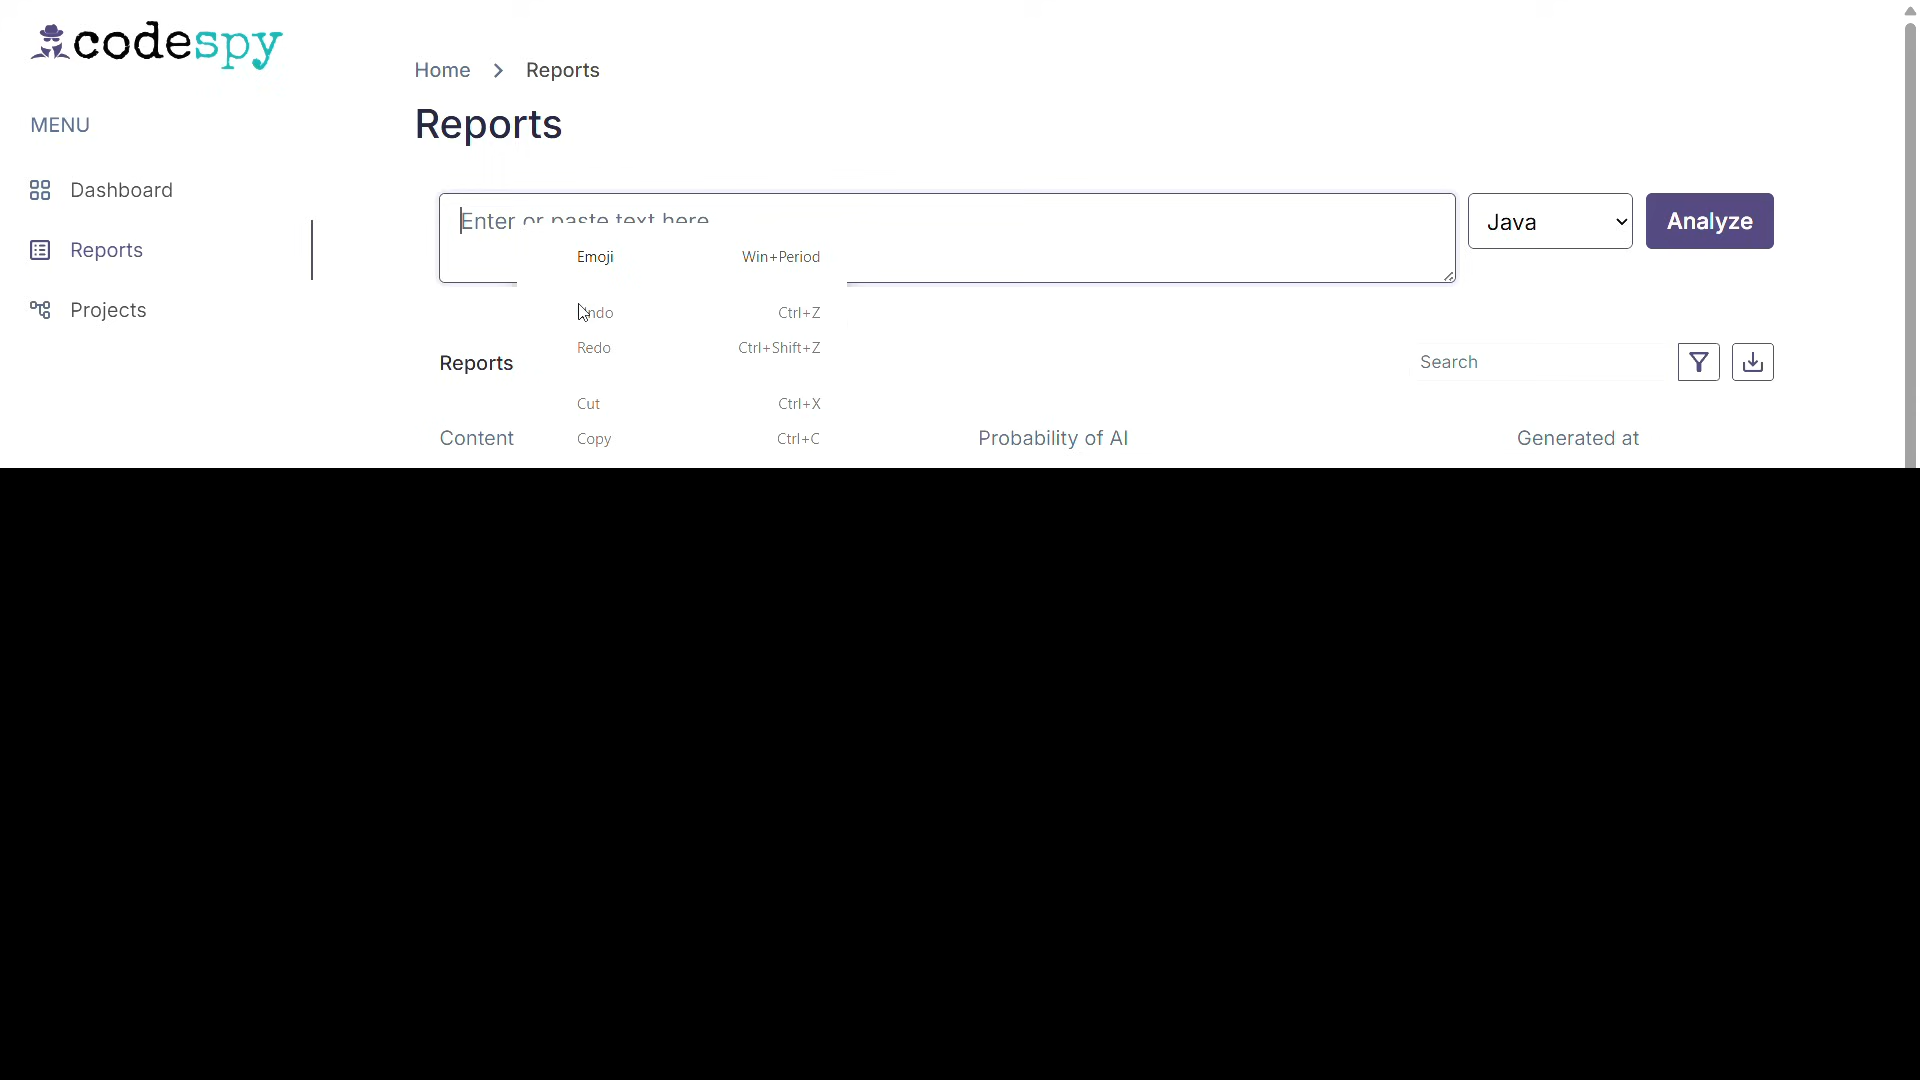 codespy
Home > Reports
MENU
Reports
Dashboard
Reports
Projects
Enter or paste text here
Java
Analyze
Emoji Win+Period
Undo Ctrl+Z
Redo Ctrl+Shift+Z
Cut Ctrl+X
Copy Ctrl+C
Reports
Search
Content
Probability of AI
Generated at